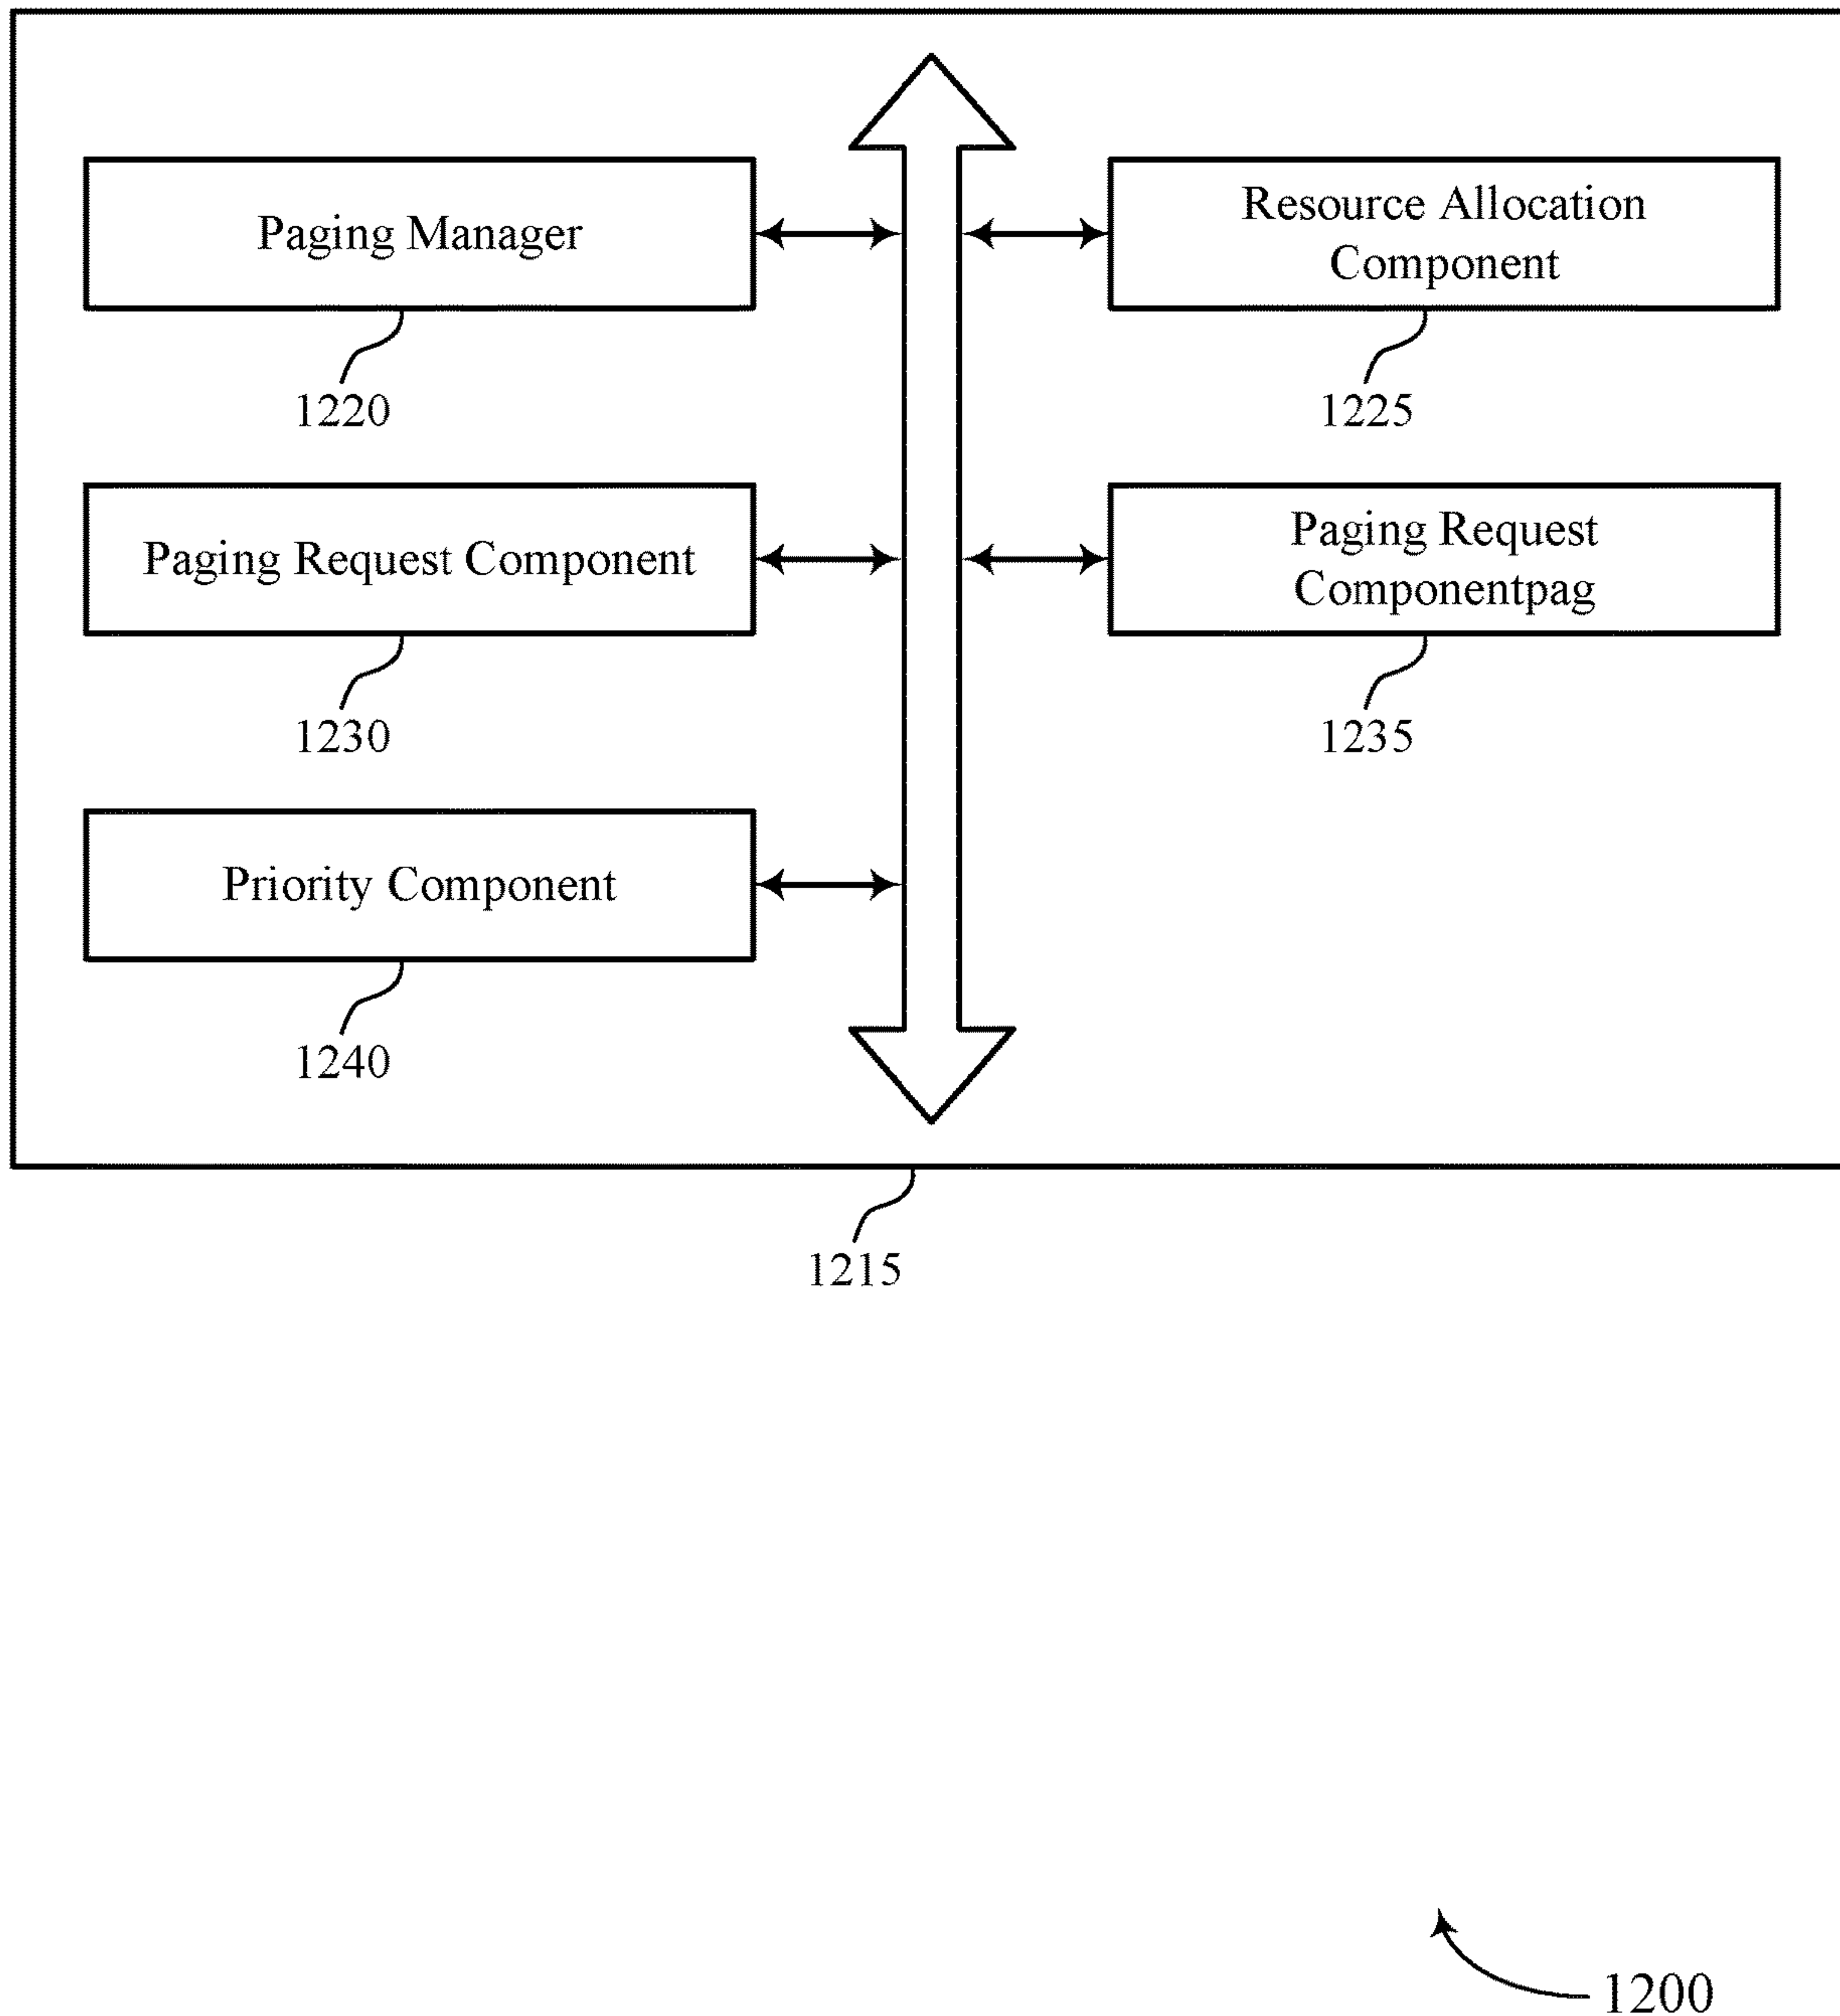 Paging Manager
1220
Resource Allocation
Component
1225
Paging Request Component
1230
Paging Request
Componentpag
1235
Priority Component
1240
1215
1200